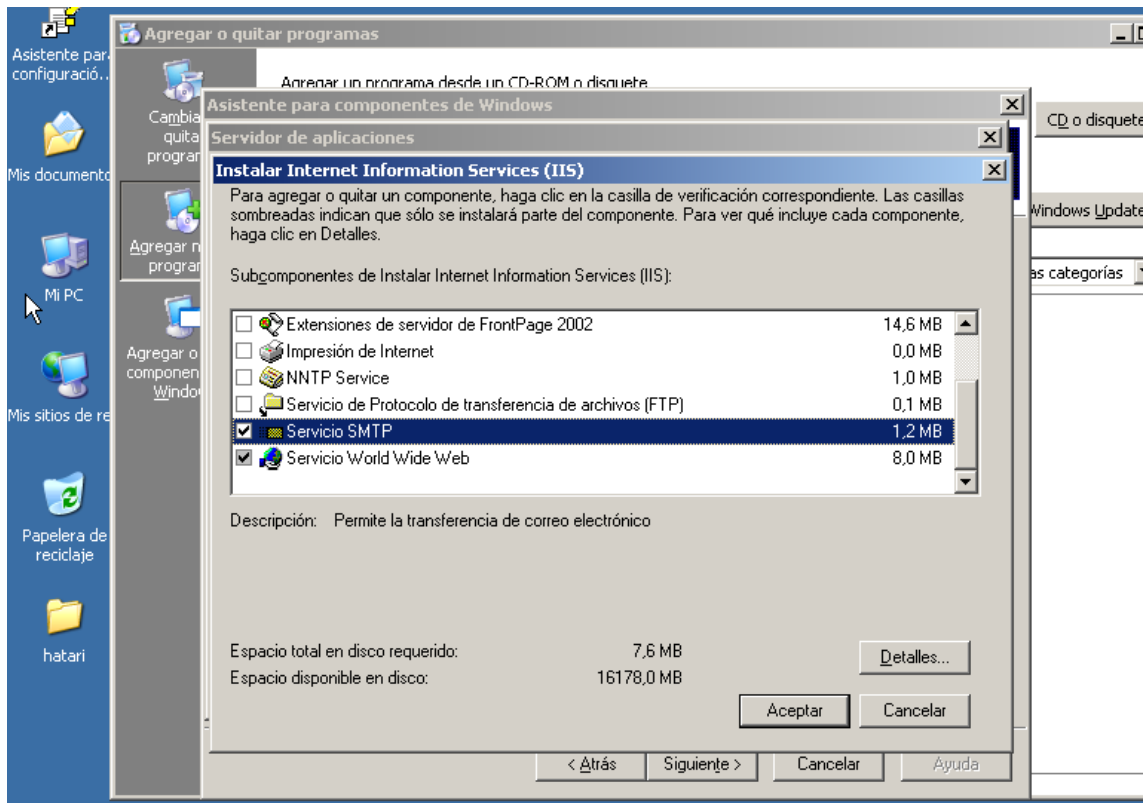 Asistente para
configuració..
Mis documento
Mi PC
Mis sitios de re
Papelera de
reciclaje
hatari
Agregar o quitar programas
Cambia
quita
program
Agregar n
program
Agregar o
componen
Windo
Agregar un programa desde un CD-ROM o disquete
CD o disquete
Windows Update
as categorías
Asistente para componentes de Windows
Servidor de aplicaciones
Instalar Internet Information Services (IIS)
Para agregar o quitar un componente, haga clic en la casilla de verificación correspondiente. Las casillas
sombreadas indican que sólo se instalará parte del componente. Para ver qué incluye cada componente,
haga clic en Detalles.
Subcomponentes de Instalar Internet Information Services (IIS):
Extensiones de servidor de FrontPage 2002 14,6 MB
Impresión de Internet 0,0 MB
NNTP Service 1,0 MB
Servicio de Protocolo de transferencia de archivos (FTP) 0,1 MB
Servicio SMTP 1,2 MB
Servicio World Wide Web 8,0 MB
Descripción: Permite la transferencia de correo electrónico
Espacio total en disco requerido: 7,6 MB
Espacio disponible en disco: 16178,0 MB
Detalles...
Aceptar Cancelar
< Atrás Siguiente > Cancelar Ayuda